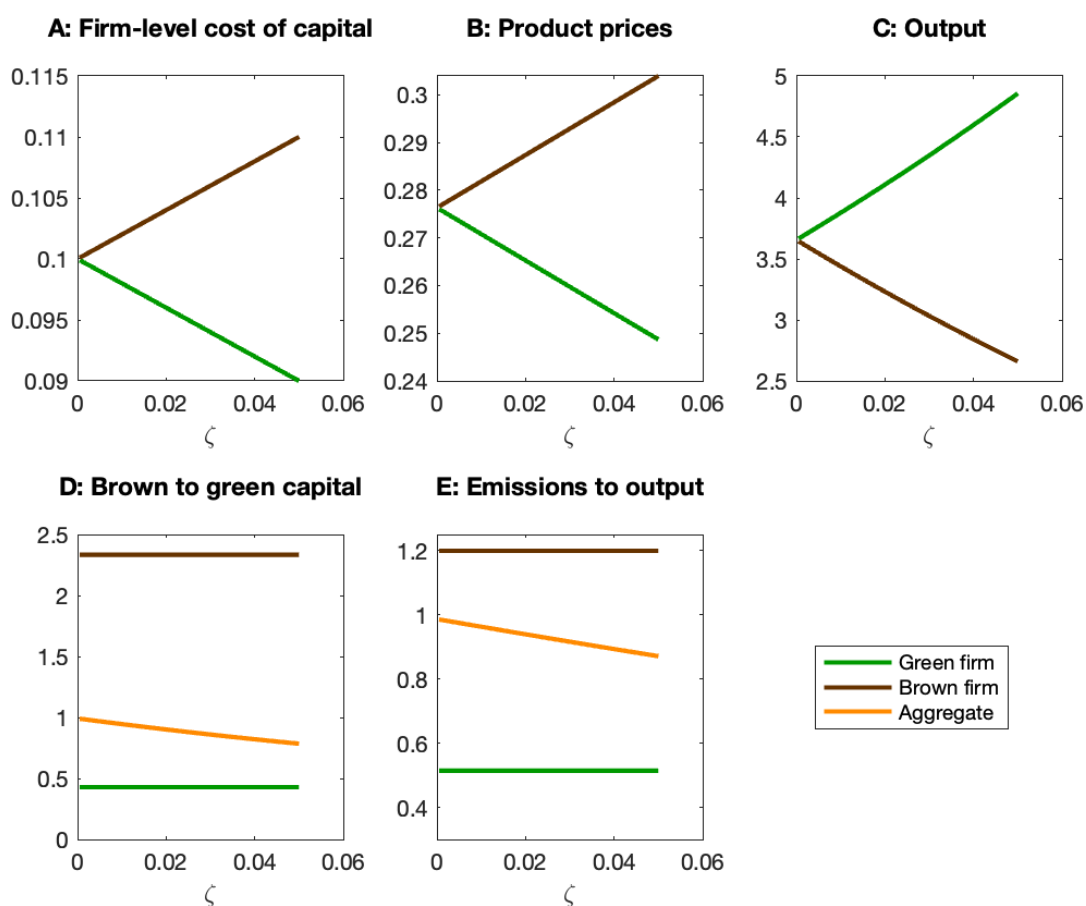 A: Firm-level cost of capital
0.115
0.11
0.105
0.1
0.095
0.09
0 0.02 0.04 0.06
ζ
B: Product prices
0.3
0.29
0.28
0.27
0.26
0.25
0.24
0 0.02 0.04 0.06
ζ
C: Output
5
4.5
4
3.5
3
2.5
0 0.02 0.04 0.06
ζ
D: Brown to green capital
2.5
2
1.5
1
0.5
0
0 0.02 0.04 0.06
ζ
E: Emissions to output
1.2
1
0.8
0.6
0.4
0 0.02 0.04 0.06
ζ
Green firm
Brown firm
Aggregate